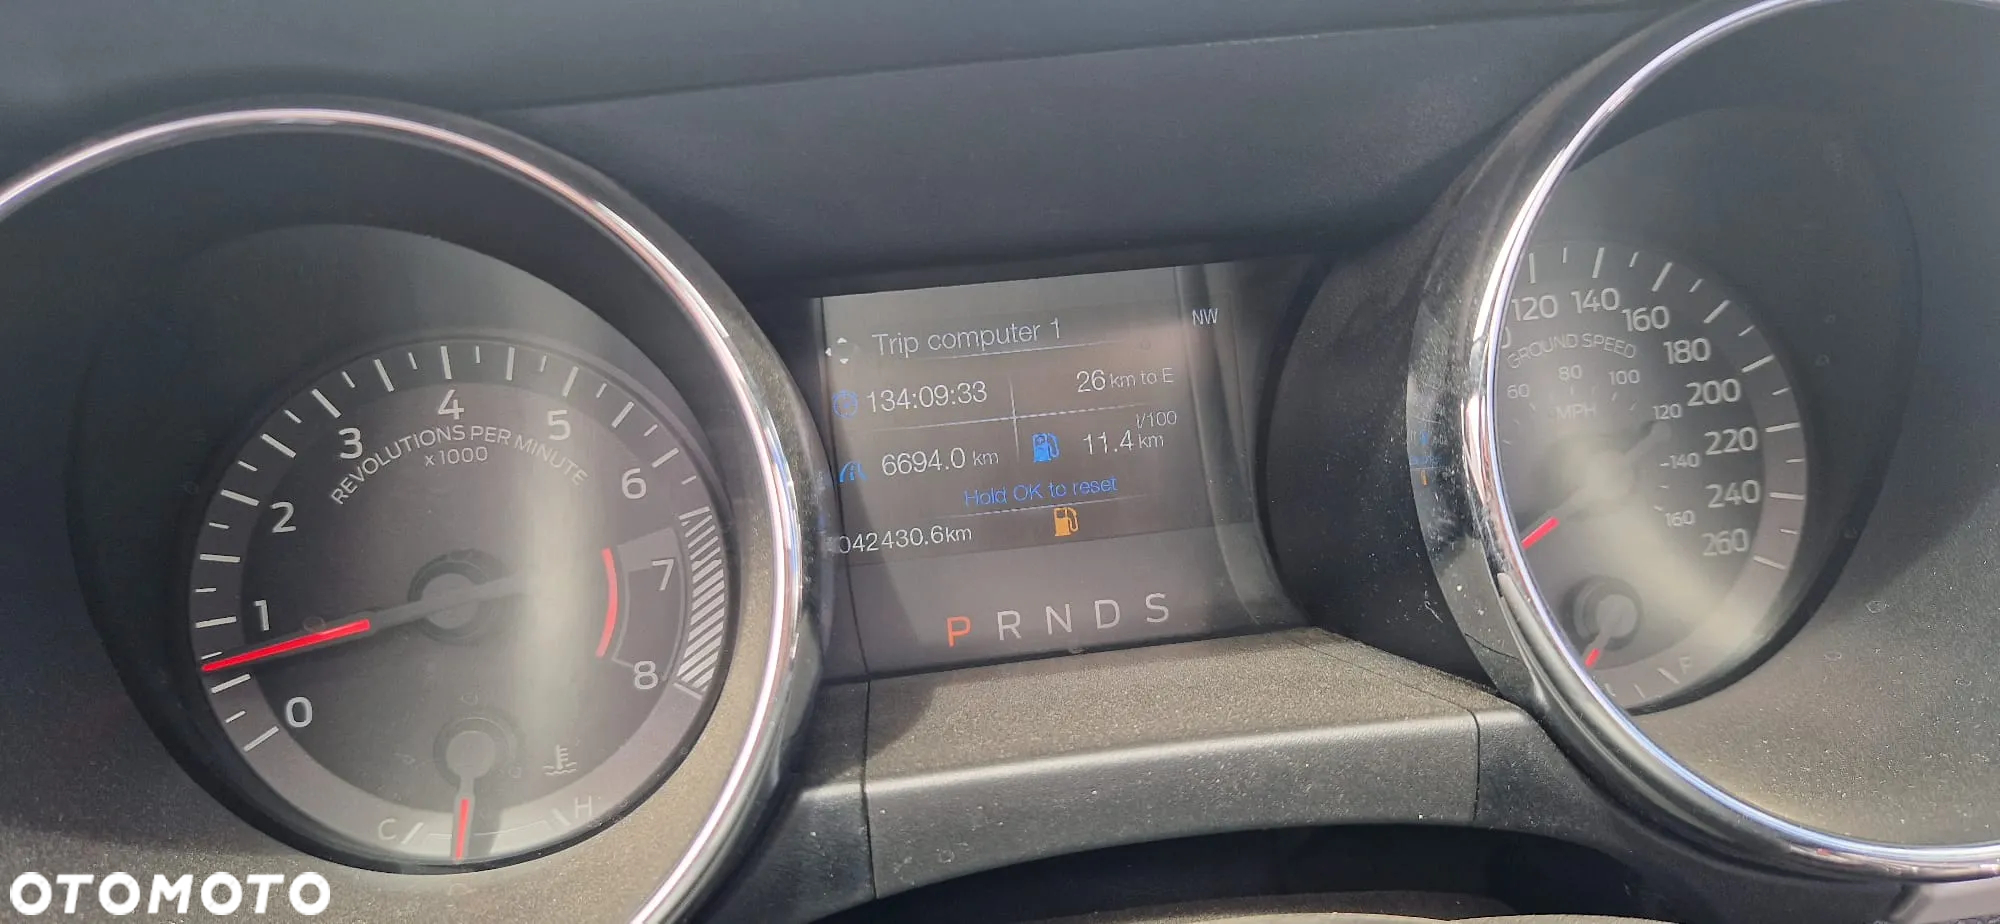 Trip computer 1
NW
134:09:33
26 km to E
6694.0 km
11.4 l/100 km
Hold OK to reset
042430.6km
P R N D S
0 1 2 3 4 5 6 7 8
REVOLUTIONS PER MINUTE
x 1000
C H
120 140 160 180 200 220 240 260
GROUND SPEED
60 80 100 120 140 160
MPH
F
OTOMOTO